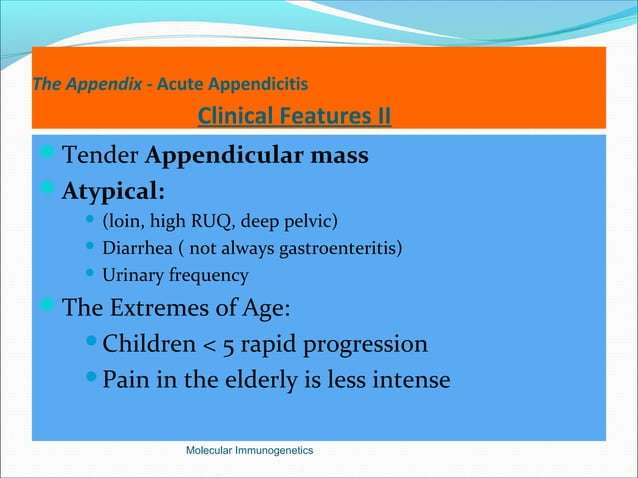 The Appendix - Acute Appendicitis
Clinical Features II
Tender Appendicular mass
Atypical:
(loin, high RUQ, deep pelvic)
Diarrhea ( not always gastroenteritis)
Urinary frequency
The Extremes of Age:
Children < 5 rapid progression
Pain in the elderly is less intense
Molecular Immunogenetics